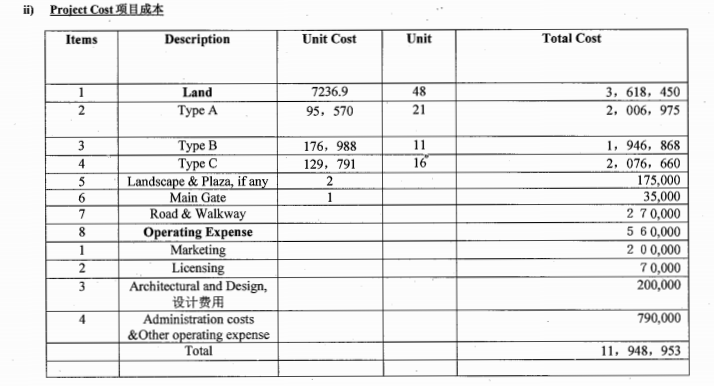 ii) Project Cost 项目成本
Items Description Unit Cost Unit Total Cost
1 Land 7236.9 48 3，618，450
2 Type A 95，570 21 2，006，975
3 Type B 176，988 11 1，946，868
4 Type C 129，791 16 2，076，660
5 Landscape & Plaza, if any 2 175,000
6 Main Gate 1 35,000
7 Road & Walkway 2 7 0,000
8 Operating Expense 5 6 0,000
1 Marketing 2 0 0,000
2 Licensing 7 0,000
3 Architectural and Design, 200,000
设计费用
4 Administration costs 790,000
&Other operating expense
Total 11，948，953